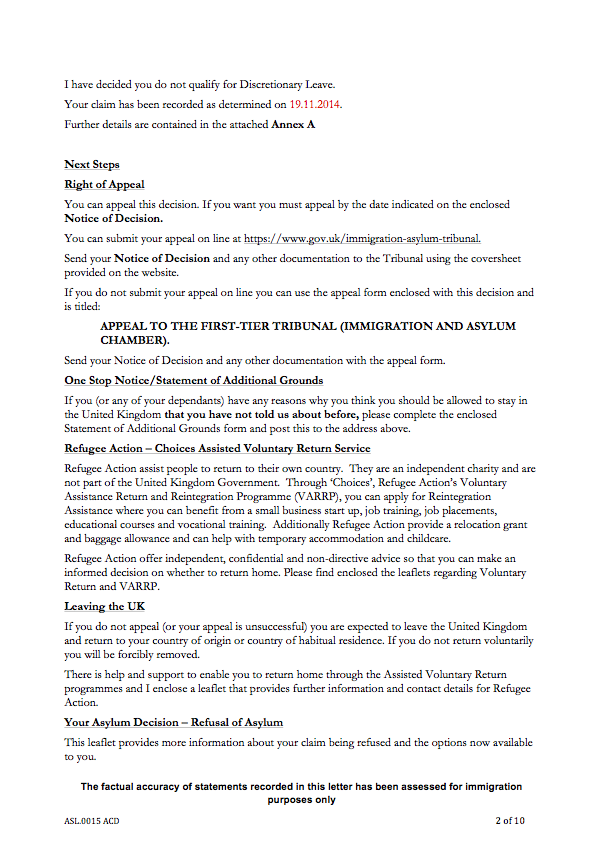 I have decided you do not qualify for Discretionary Leave.
Your claim has been recorded as determined on 19.11.2014.
Further details are contained in the attached Annex A
Next Steps
Right of Appeal
You can appeal this decision. If you want you must appeal by the date indicated on the enclosed
Notice of Decision.
You can submit your appeal on line at https://www.gov.uk/immigration-asylum-tribunal.
Send your Notice of Decision and any other documentation to the Tribunal using the coversheet
provided on the website.
If you do not submit your appeal on line you can use the appeal form enclosed with this decision and
is titled:
APPEAL TO THE FIRST-TIER TRIBUNAL (IMMIGRATION AND ASYLUM
CHAMBER).
Send your Notice of Decision and any other documentation with the appeal form.
One Stop Notice/Statement of Additional Grounds
If you (or any of your dependants) have any reasons why you think you should be allowed to stay in
the United Kingdom that you have not told us about before, please complete the enclosed
Statement of Additional Grounds form and post this to the address above.
Refugee Action – Choices Assisted Voluntary Return Service
Refugee Action assist people to return to their own country. They are an independent charity and are
not part of the United Kingdom Government. Through ‘Choices’, Refugee Action’s Voluntary
Assistance Return and Reintegration Programme (VARRP), you can apply for Reintegration
Assistance where you can benefit from a small business start up, job training, job placements,
educational courses and vocational training. Additionally Refugee Action provide a relocation grant
and baggage allowance and can help with temporary accommodation and childcare.
Refugee Action offer independent, confidential and non-directive advice so that you can make an
informed decision on whether to return home. Please find enclosed the leaflets regarding Voluntary
Return and VARRP.
Leaving the UK
If you do not appeal (or your appeal is unsuccessful) you are expected to leave the United Kingdom
and return to your country of origin or country of habitual residence. If you do not return voluntarily
you will be forcibly removed.
There is help and support to enable you to return home through the Assisted Voluntary Return
programmes and I enclose a leaflet that provides further information and contact details for Refugee
Action.
Your Asylum Decision – Refusal of Asylum
This leaflet provides more information about your claim being refused and the options now available
to you.
The factual accuracy of statements recorded in this letter has been assessed for immigration
purposes only
ASL.0015 ACD
2 of 10